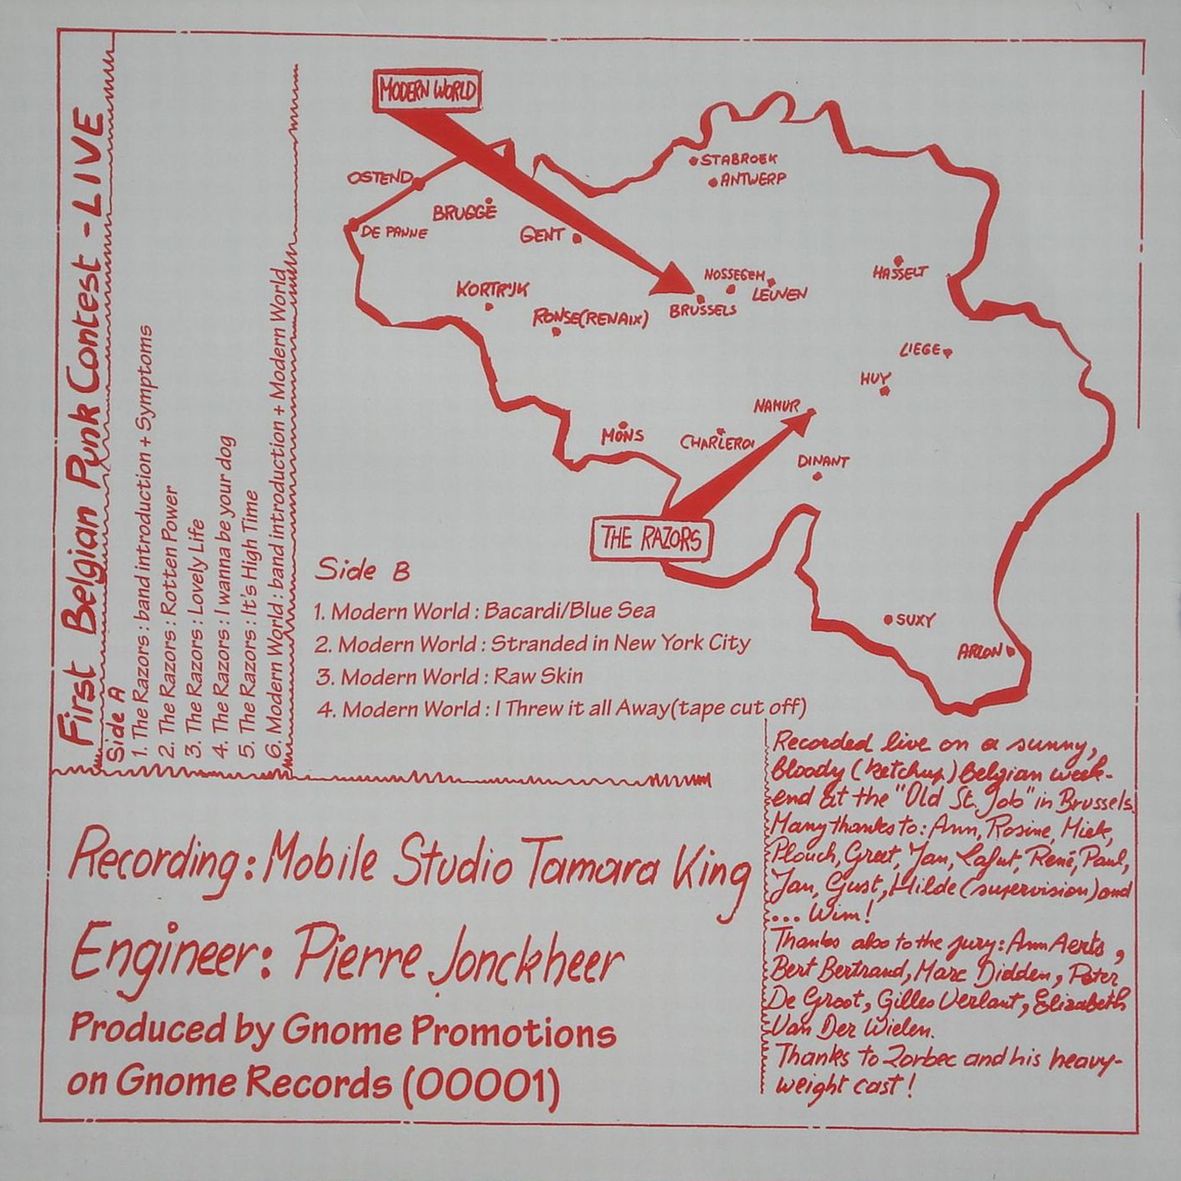 First Belgian Punk Contest - LIVE
Side A
1. The Razors : band introduction + Symptoms
2. The Razors : Rotten Power
3. The Razors : Lovely Life
4. The Razors : I wanna be your dog
5. The Razors : It's High Time
6. Modern World : band introduction + Modern World
MODERN WORLD
STABROEK
ANTWERP
OSTEND
BRUGGE
DE PANNE
GENT
HASSELT
NOSSEGEM
LEUVEN
KORTRIJK
BRUSSELS
RONSE(RENAIX)
LIEGE
HUY
NAMUR
MONS
CHARLEROI
DINANT
THE RAZORS
SUXY
ARLON
Side B
1. Modern World : Bacardi/Blue Sea
2. Modern World : Stranded in New York City
3. Modern World : Raw Skin
4. Modern World : I Threw it all Away(tape cut off)
Recorded live on a sunny,
bloody (ketchup) Belgian week-
end at the "Old St. Job" in Brussels
Many thanks to: Ann, Rosine, Miek,
Plouch, Greet, Jan, Lafut, René, Paul,
Jan, Gust, Hilde (supervision) and
... Wim!
Thanks also to the jury: Ann Aerts,
Bert Bertrand, Marc Didden, Peter
De Groot, Gilles Verlant, Elizabeth
Van Der Wielen.
Thanks to Zorbec and his heavy-
weight cast!
Recording: Mobile Studio Tamara King
Engineer: Pierre Jonckheer
Produced by Gnome Promotions
on Gnome Records (00001)